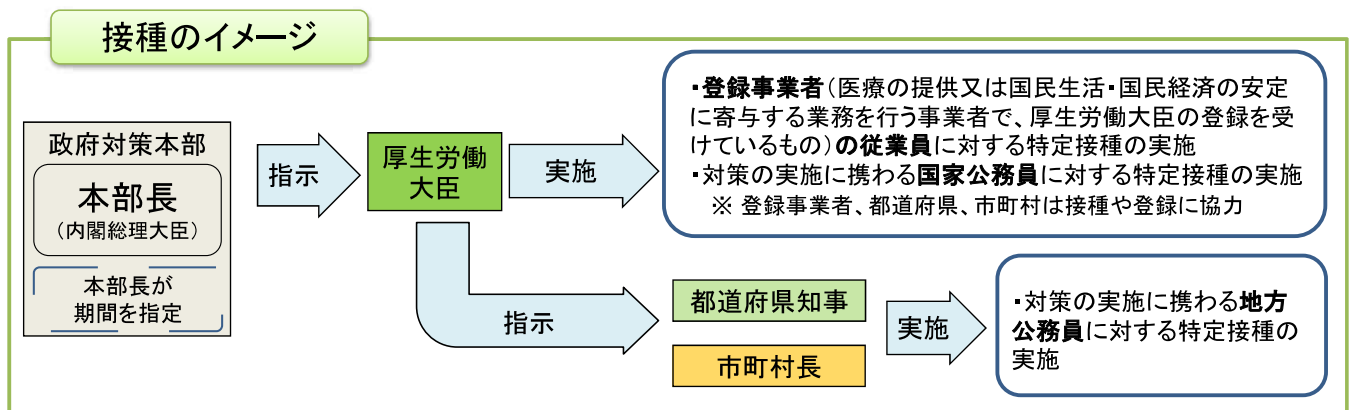 接種のイメージ
政府対策本部
本部長
（内閣総理大臣）
本部長が
期間を指定
指示
厚生労働
大臣
実施
・登録事業者（医療の提供又は国民生活・国民経済の安定
に寄与する業務を行う事業者で、厚生労働大臣の登録を受
けているもの）の従業員に対する特定接種の実施
・対策の実施に携わる国家公務員に対する特定接種の実施
※ 登録事業者、都道府県、市町村は接種や登録に協力
指示
都道府県知事
市町村長
実施
・対策の実施に携わる地方
公務員に対する特定接種の
実施